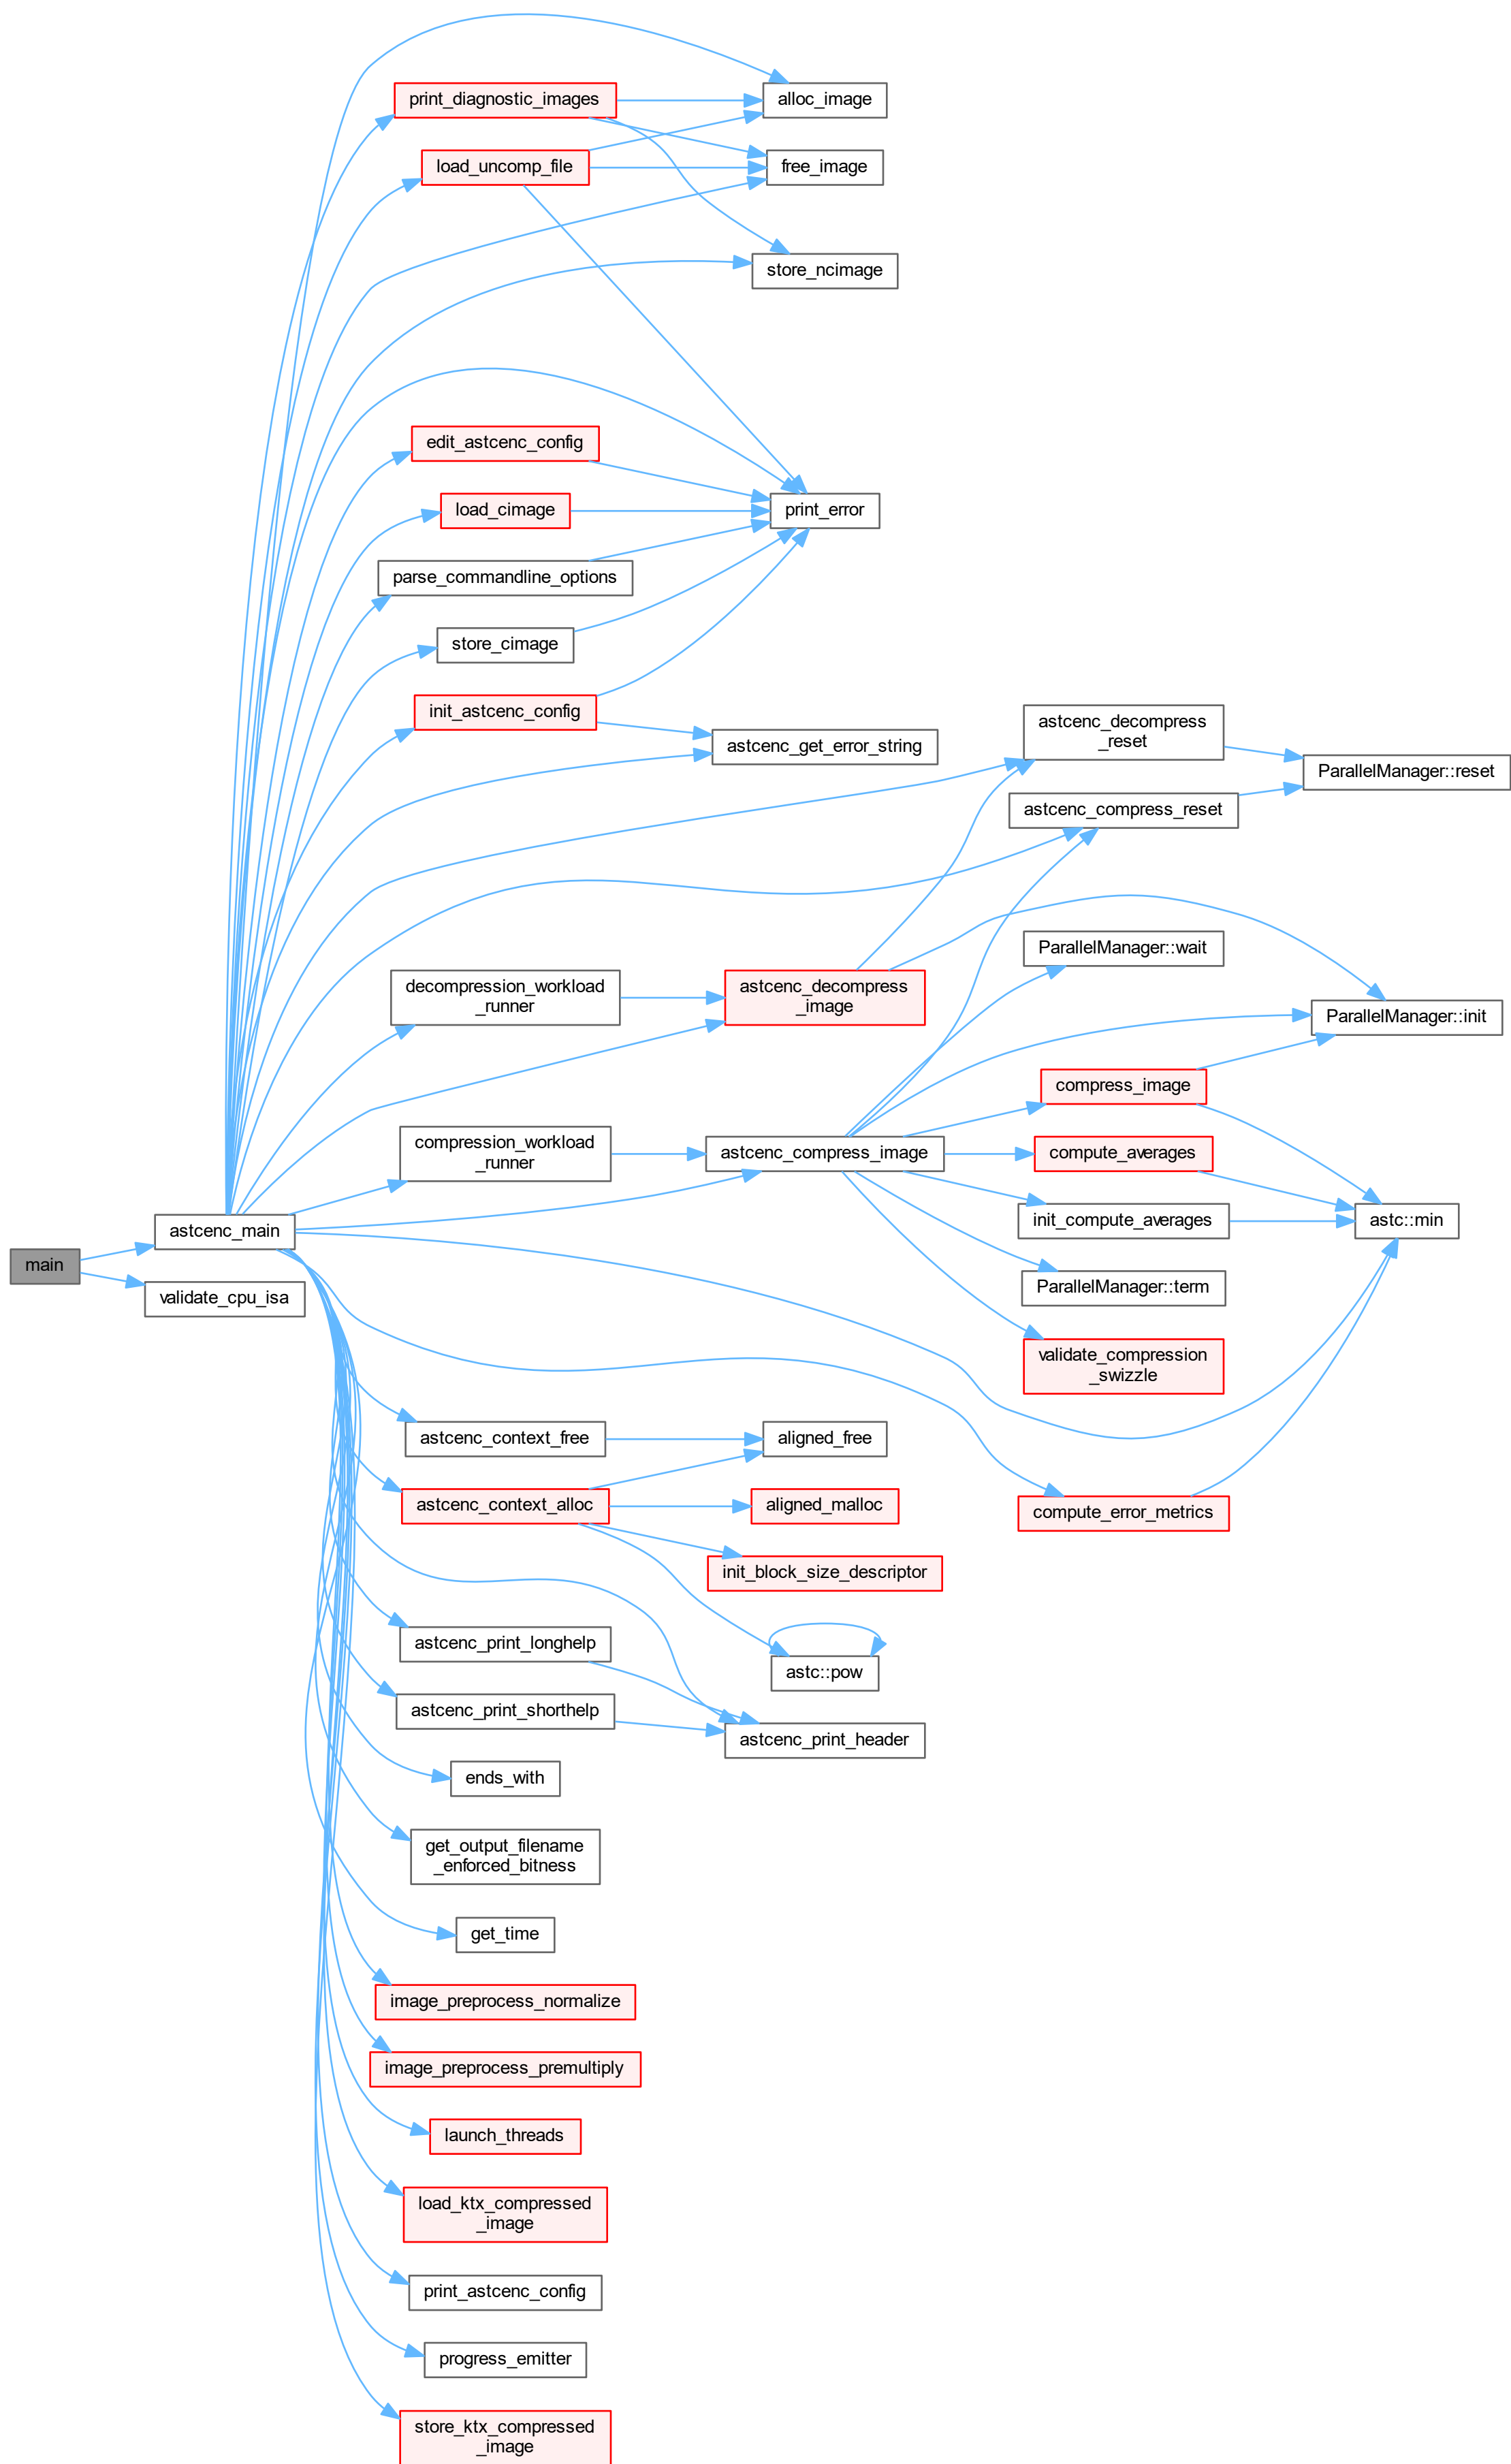 print_diagnostic_images
alloc_image
load_uncomp_file
free_image
store_ncimage
edit_astcenc_config
load_cimage
print_error
parse_commandline_options
store_cimage
init_astcenc_config
astcenc_get_error_string
astcenc_decompress
_reset
ParallelManager::reset
astcenc_compress_reset
ParallelManager::wait
decompression_workload
_runner
astcenc_decompress
_image
ParallelManager::init
compress_image
compression_workload
_runner
astcenc_compress_image
compute_averages
init_compute_averages
astc::min
astcenc_main
main
validate_cpu_isa
ParallelManager::term
validate_compression
_swizzle
astcenc_context_free
aligned_free
astcenc_context_alloc
aligned_malloc
compute_error_metrics
init_block_size_descriptor
astcenc_print_longhelp
astc::pow
astcenc_print_shorthelp
astcenc_print_header
ends_with
get_output_filename
_enforced_bitness
get_time
image_preprocess_normalize
image_preprocess_premultiply
launch_threads
load_ktx_compressed
_image
print_astcenc_config
progress_emitter
store_ktx_compressed
_image